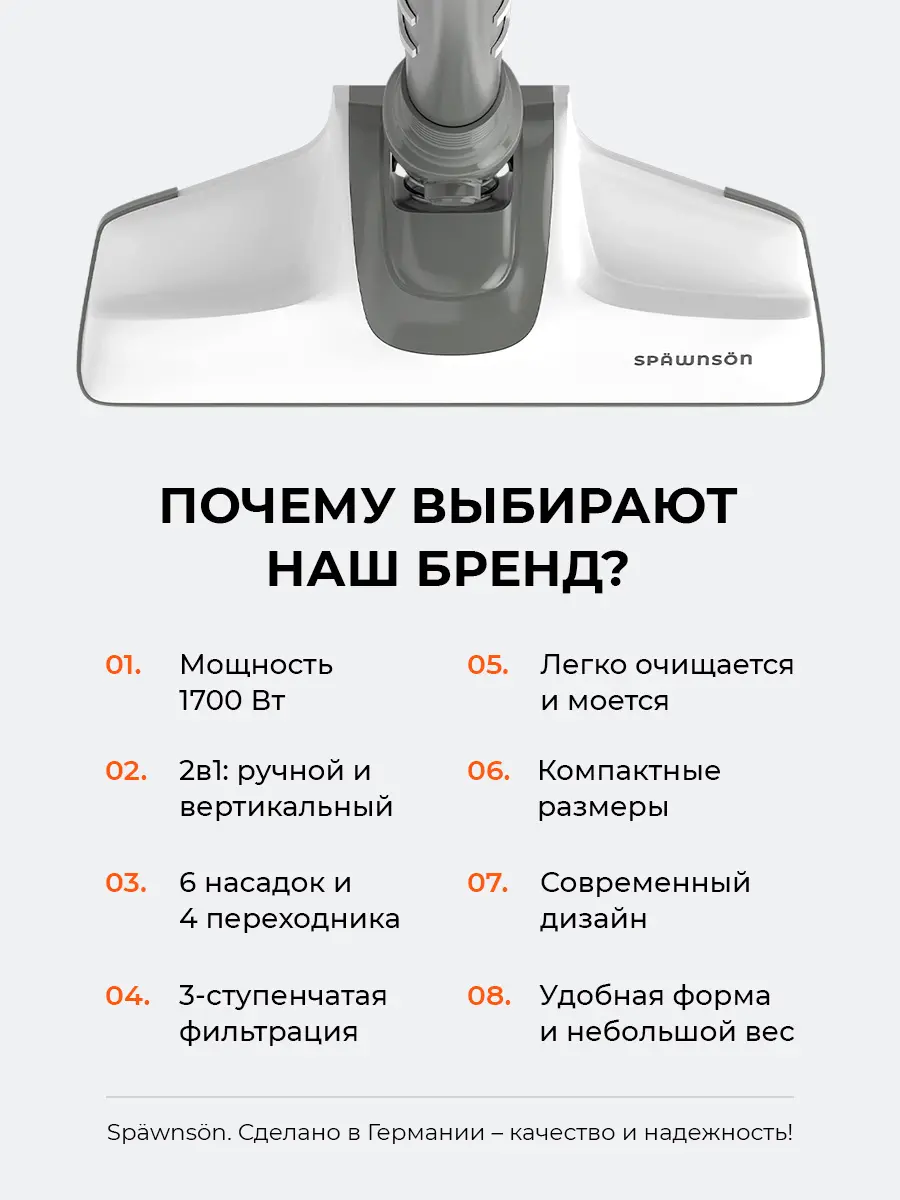 SPÄWNSÖN
ПОЧЕМУ ВЫБИРАЮТ
НАШ БРЕНД?
01. Мощность
1700 Вт
02. 2в1: ручной и
вертикальный
03. 6 насадок и
4 переходника
04. 3-ступенчатая
фильтрация
05. Легко очищается
и моется
06. Компактные
размеры
07. Современный
дизайн
08. Удобная форма
и небольшой вес
Späwnsön. Сделано в Германии – качество и надежность!